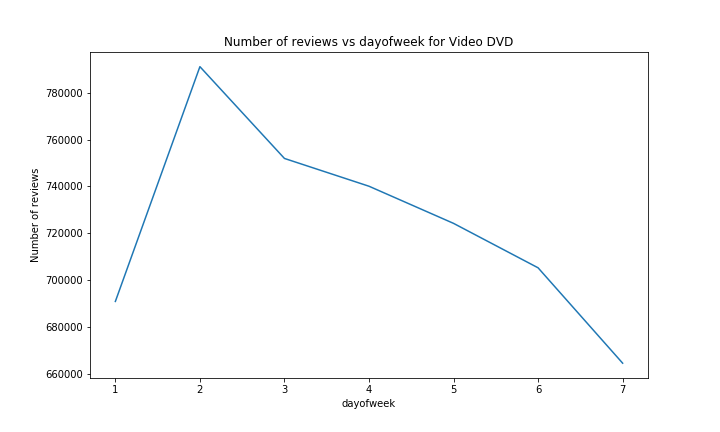 Number of reviews vs dayofweek for Video DVD
Number of reviews
780000
760000
740000
720000
700000
680000
660000
1 2 3 4 5 6 7
dayofweek